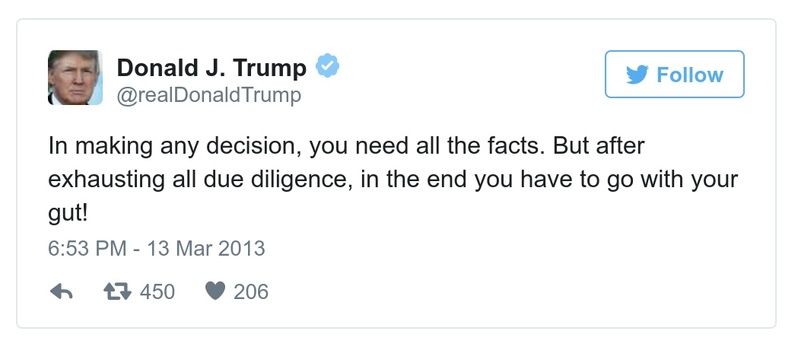 Donald J. Trump
@realDonaldTrump
Follow
In making any decision, you need all the facts. But after
exhausting all due diligence, in the end you have to go with your
gut!
6:53 PM - 13 Mar 2013
450 206